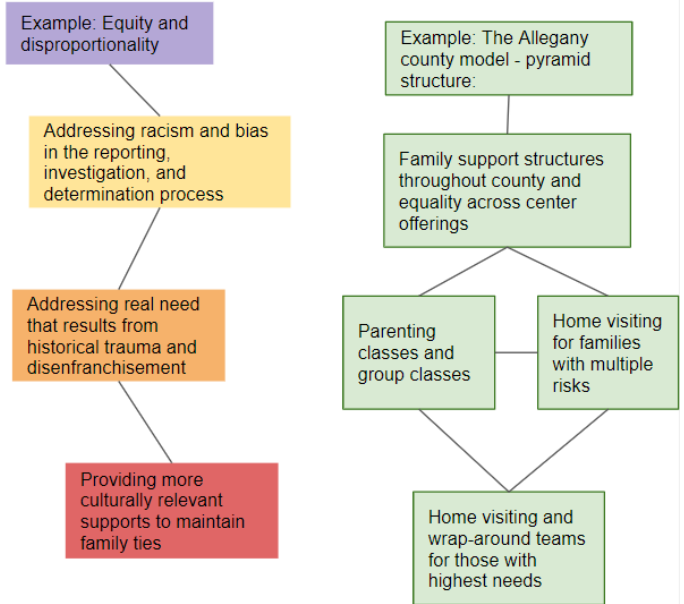 Example: Equity and
disproportionality
Addressing racism and bias
in the reporting,
investigation, and
determination process
Addressing real need
that results from
historical trauma and
disenfranchisement
Providing more
culturally relevant
supports to maintain
family ties
Example: The Allegany
county model - pyramid
structure:
Family support structures
throughout county and
equality across center
offerings
Parenting
classes and
group classes
Home visiting
for families
with multiple
risks
Home visiting and
wrap-around teams
for those with
highest needs